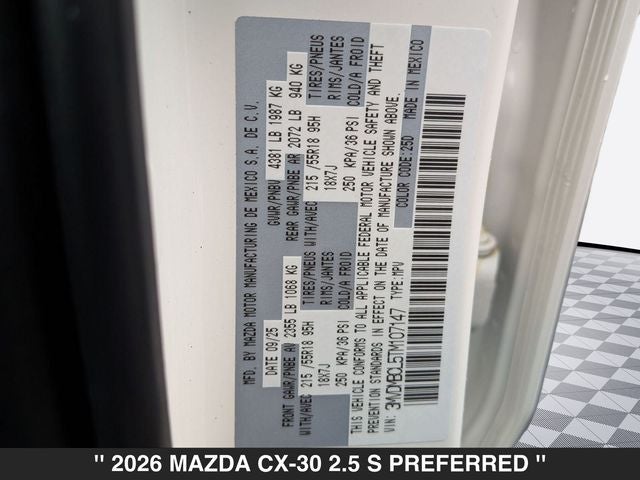 MFD. BY MAZDA MOTOR MANUFACTURING DE MEXICO S.A. DE C.V.
DATE 09/25 GVWR/PNBV 4381 LB 1987 KG
FRONT GAWR/PNBE AV 2355 LB 1068 KG REAR GAWR/PNBE AR 2072 LB 940 KG
WITH/AVEC 215 /55R18 95H TIRES/PNEUS WITH/AVEC 215 /55R18 95H TIRES/PNEUS
18X7J RIMS/JANTES 18X7J RIMS/JANTES
250 KPA/36 PSI COLD/A FROID 250 KPA/36 PSI COLD/A FROID
THIS VEHICLE CONFORMS TO ALL APPLICABLE FEDERAL MOTOR VEHICLE SAFETY AND THEFT
PREVENTION STANDARDS IN EFFECT ON THE DATE OF MANUFACTURE SHOWN ABOVE.
VIN: 3MVDMBCL5TM107147 TYPE:MPV COLOR CODE:25D MADE IN MEXICO
" 2026 MAZDA CX-30 2.5 S PREFERRED "